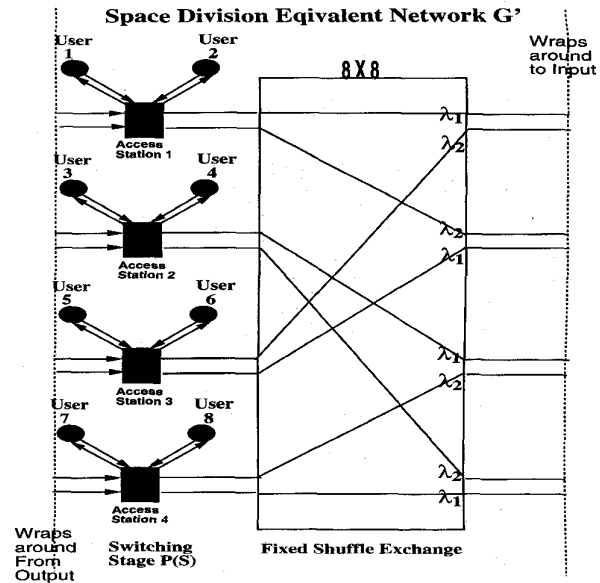 Space Division Eqivalent Network G'
User
1
User
2
8 X 8
Wraps
around
to Input
Access
Station 1
λ1
λ2
User
3
User
4
Access
Station 2
λ2
λ1
User
5
User
6
Access
Station 3
λ1
λ2
User
7
User
8
Access
Station 4
λ2
λ1
Wraps
around
From
Output
Switching
Stage P(S)
Fixed Shuffle Exchange